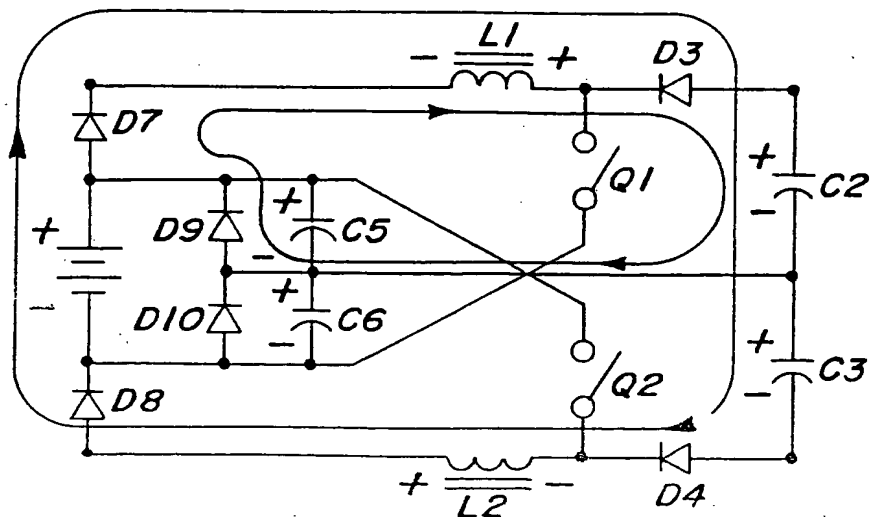 L1
- +
D3
D7
+
-
C2
Q1
+
-
D9
+
-
C5
D10
+
-
C6
+
-
C3
D8
Q2
+ -
L2
D4